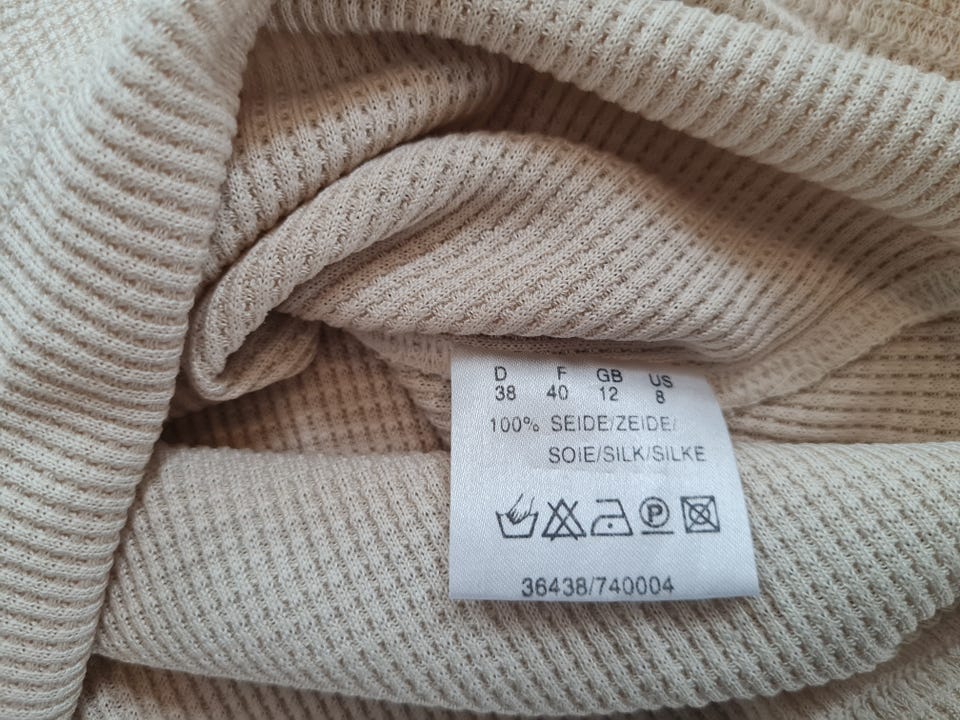 D F GB US
38 40 12 8
100% SEIDE/ZEIDE/
SOIE/SILK/SILKE
P
36438/740004